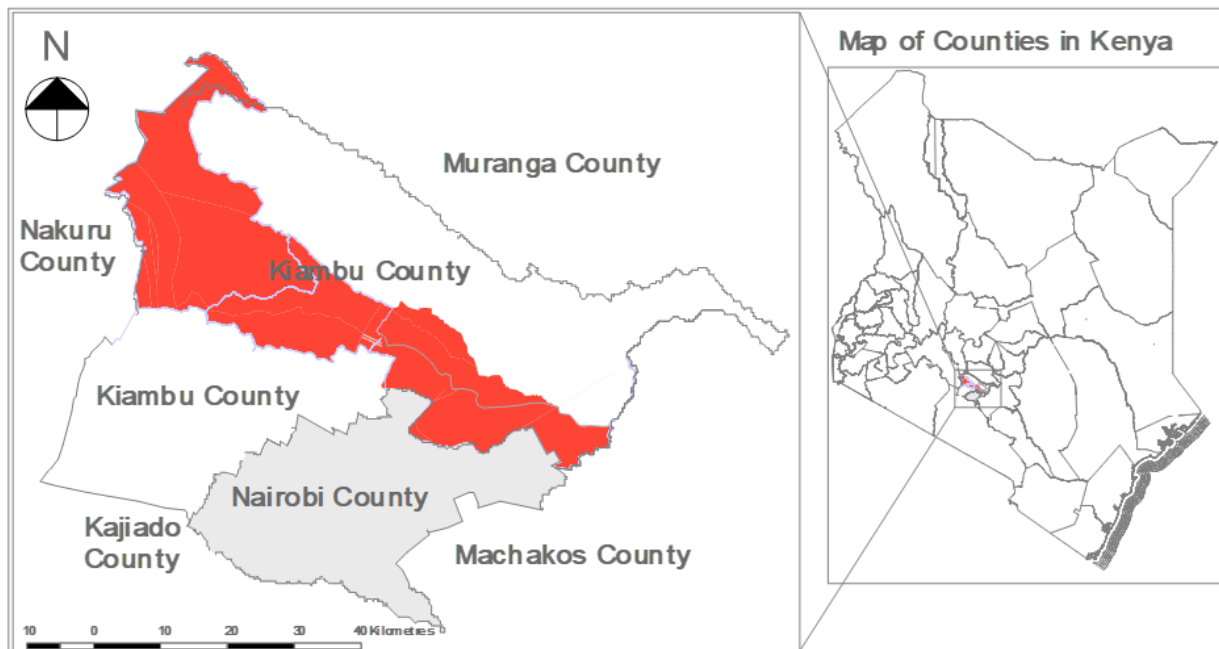 N
Map of Counties in Kenya
Muranga County
Nakuru
County
Kiambu County
Kiambu County
Nairobi County
Kajiado
County
Machakos County
10 0 10 20 30 40 Kilometres